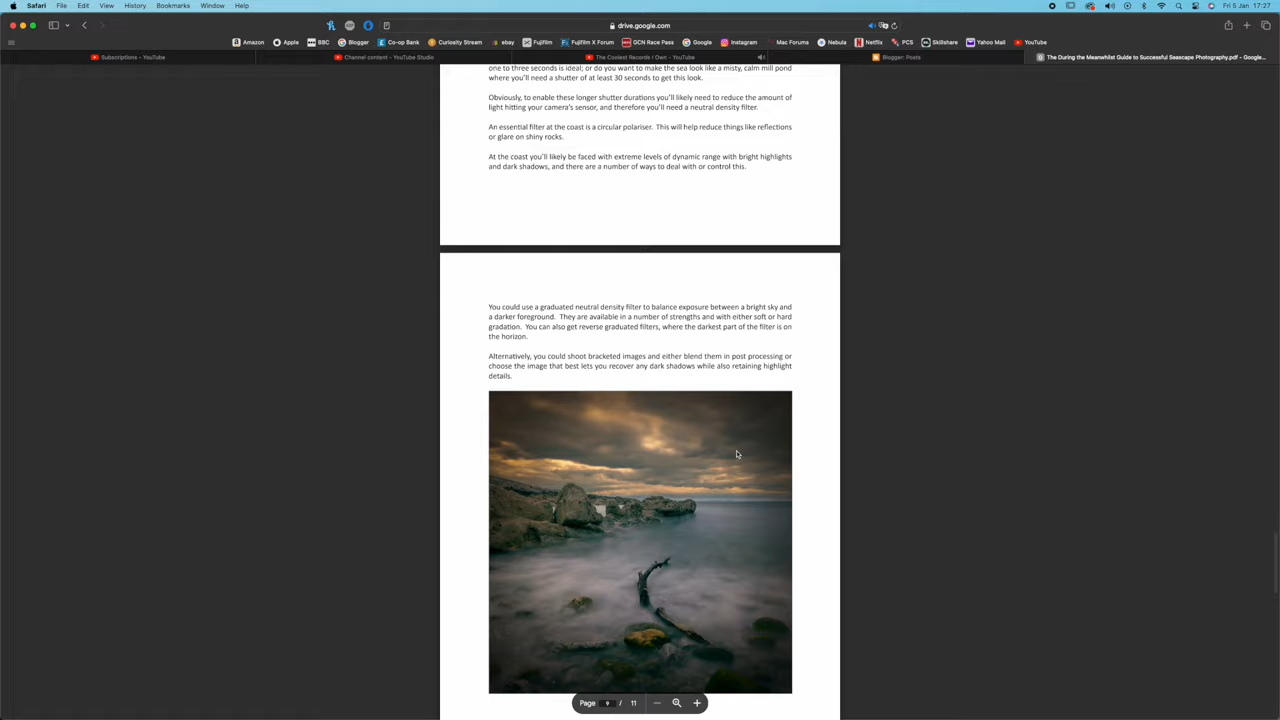 Safari File Edit View History Bookmarks Window Help Fri 5 Jan 17:27
drive.google.com
Amazon Apple BBC Blogger Co-op Bank Curiosity Stream ebay Fujifilm Fujifilm X Forum GCN Race Pass Google Instagram Mac Forums Nebula Netflix PCS Skillshare Yahoo Mail YouTube
Subscriptions - YouTube Channel content - YouTube Studio The Coolest Records I Own - YouTube Blogger: Posts The During the Meanwhilst Guide to Successful Seascape Photography.pdf - Google...
one to three seconds is ideal; or do you want to make the sea look like a misty, calm mill pond
where you'll need a shutter of at least 30 seconds to get this look.
Obviously, to enable these longer shutter durations you'll likely need to reduce the amount of
light hitting your camera's sensor, and therefore you'll need a neutral density filter.
An essential filter at the coast is a circular polariser. This will help reduce things like reflections
or glare on shiny rocks.
At the coast you'll likely be faced with extreme levels of dynamic range with bright highlights
and dark shadows, and there are a number of ways to deal with or control this.
You could use a graduated neutral density filter to balance exposure between a bright sky and
a darker foreground. They are available in a number of strengths and with either soft or hard
gradation. You can also get reverse graduated filters, where the darkest part of the filter is on
the horizon.
Alternatively, you could shoot bracketed images and either blend them in post processing or
choose the image that best lets you recover any dark shadows while also retaining highlight
details.
Page 9 / 11